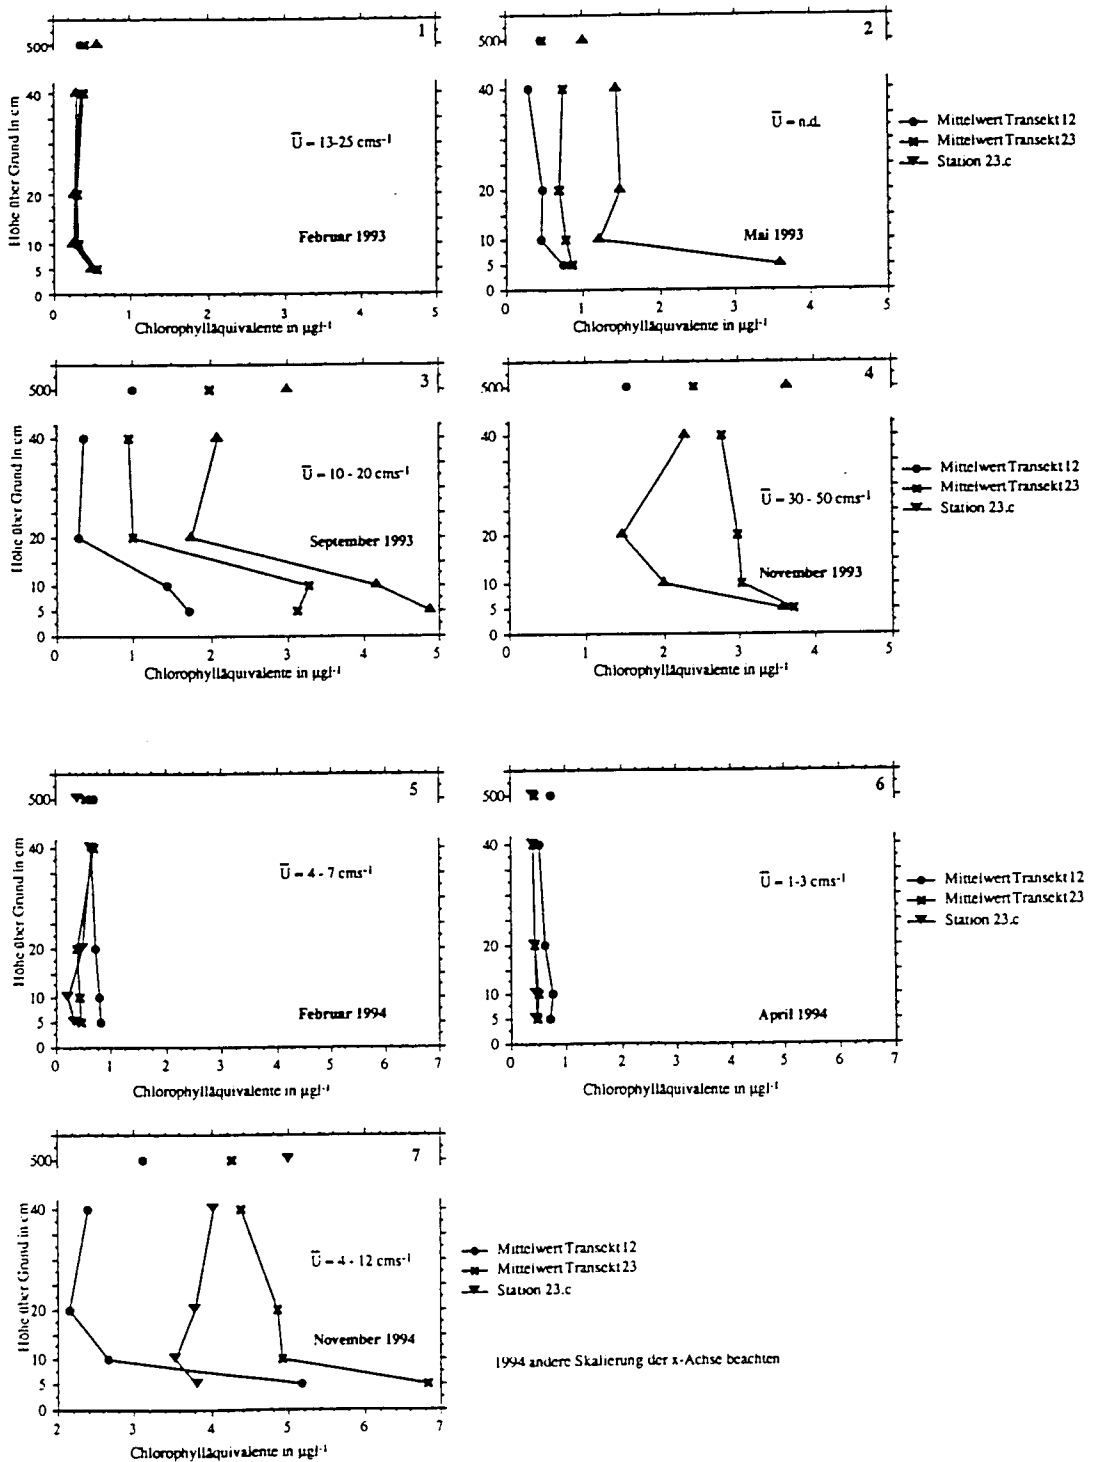 1
500
40
20
10
5
0
Höhe über Grund in cm
U = 13-25 cms-1
Februar 1993
0 1 2 3 4 5
Chlorophylläquivalente in µgl-1
2
500
40
20
10
5
0
U = n.d.
Mai 1993
0 1 2 3 4 5
Chlorophylläquivalente in µgl-1
Mittelwert Transekt 12
Mittelwert Transekt 23
Station 23.c
3
500
40
20
10
5
0
Höhe über Grund in cm
U = 10 - 20 cms-1
September 1993
0 1 2 3 4 5
Chlorophylläquivalente in µgl-1
4
500
40
20
10
5
0
U = 30 - 50 cms-1
November 1993
0 1 2 3 4 5
Chlorophylläquivalente in µgl-1
Mittelwert Transekt 12
Mittelwert Transekt 23
Station 23.c
5
500
40
20
10
5
0
Höhe über Grund in cm
U = 4 - 7 cms-1
Februar 1994
0 1 2 3 4 5 6 7
Chlorophylläquivalente in µgl-1
6
500
40
20
10
5
0
U = 1-3 cms-1
April 1994
0 1 2 3 4 5 6 7
Chlorophylläquivalente in µgl-1
Mittelwert Transekt 12
Mittelwert Transekt 23
Station 23.c
7
500
40
20
10
5
0
Höhe über Grund in cm
U = 4 - 12 cms-1
November 1994
2 3 4 5 6 7
Chlorophylläquivalente in µgl-1
Mittelwert Transekt 12
Mittelwert Transekt 23
Station 23.c
1994 andere Skalierung der x-Achse beachten